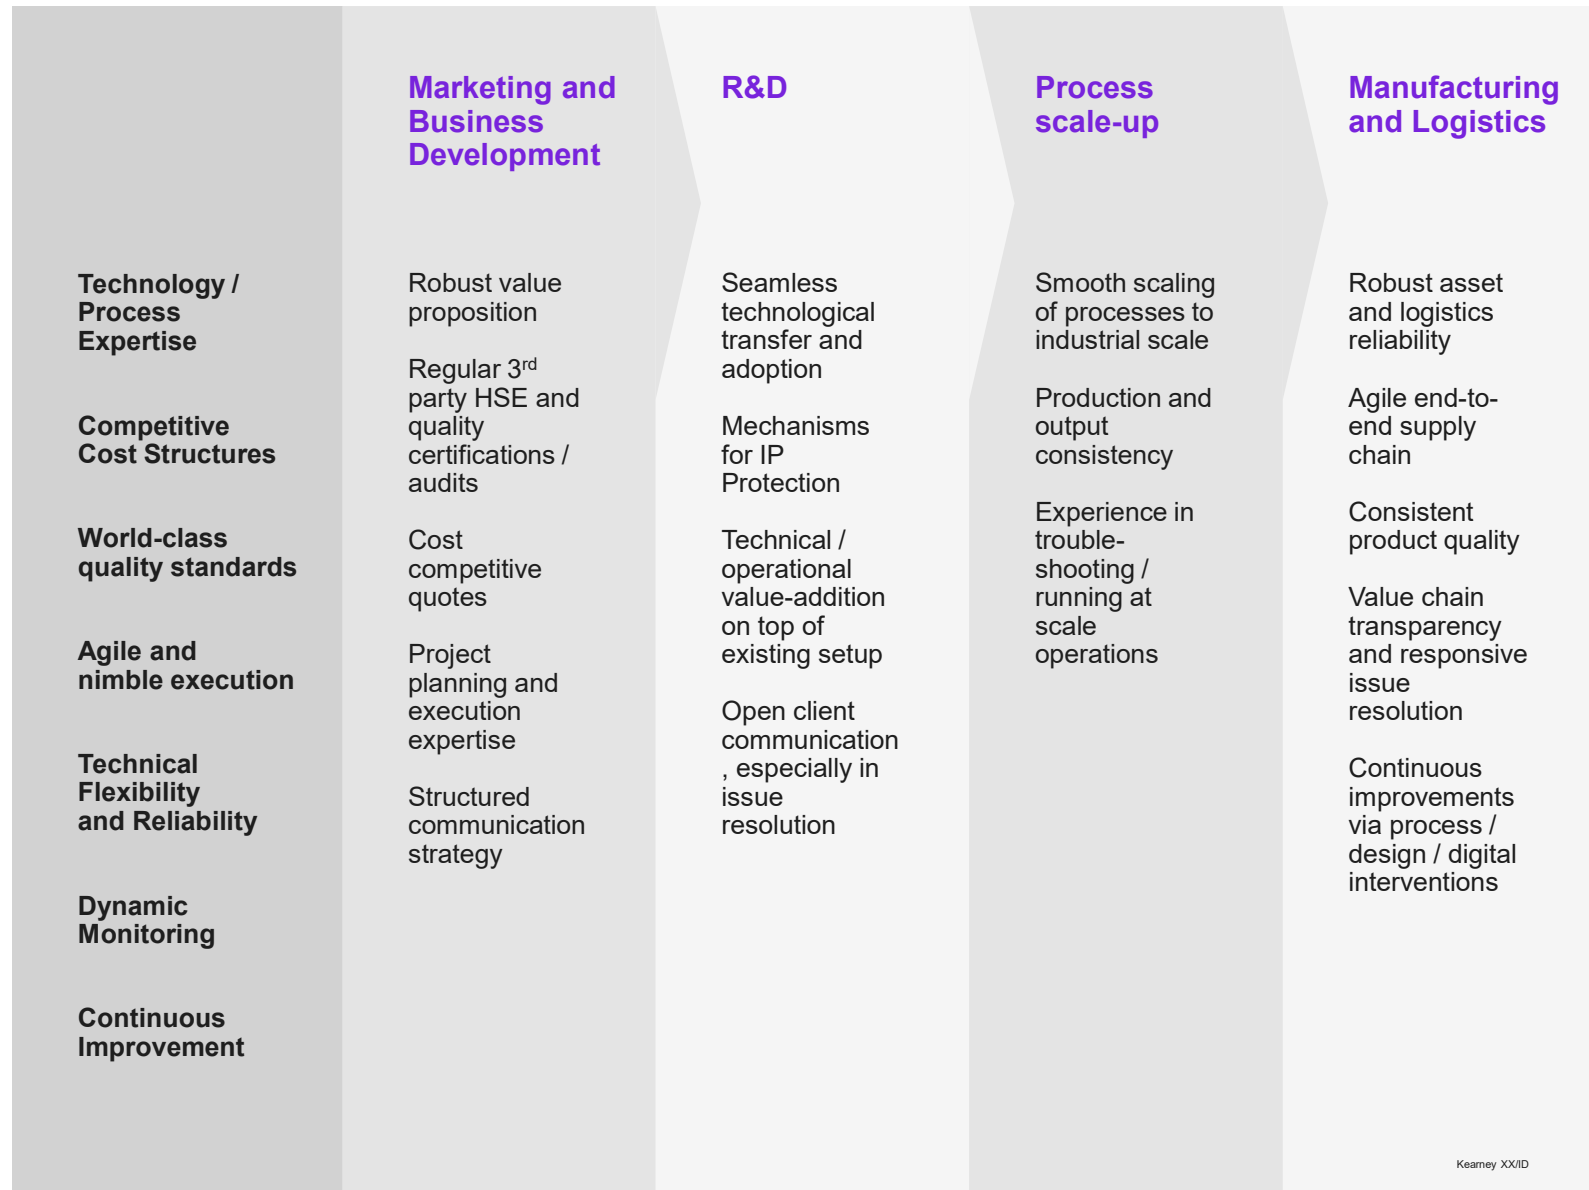 Marketing and
Business
Development
R&D
Process
scale-up
Manufacturing
and Logistics
Technology /
Process
Expertise
Competitive
Cost Structures
World-class
quality standards
Agile and
nimble execution
Technical
Flexibility
and Reliability
Dynamic
Monitoring
Continuous
Improvement
Robust value
proposition
Regular 3rd
party HSE and
quality
certifications /
audits
Cost
competitive
quotes
Project
planning and
execution
expertise
Structured
communication
strategy
Seamless
technological
transfer and
adoption
Mechanisms
for IP
Protection
Technical /
operational
value-addition
on top of
existing setup
Open client
communication
, especially in
issue
resolution
Smooth scaling
of processes to
industrial scale
Production and
output
consistency
Experience in
trouble-
shooting /
running at
scale
operations
Robust asset
and logistics
reliability
Agile end-to-
end supply
chain
Consistent
product quality
Value chain
transparency
and responsive
issue
resolution
Continuous
improvements
via process /
design / digital
interventions
Kearney XX/ID